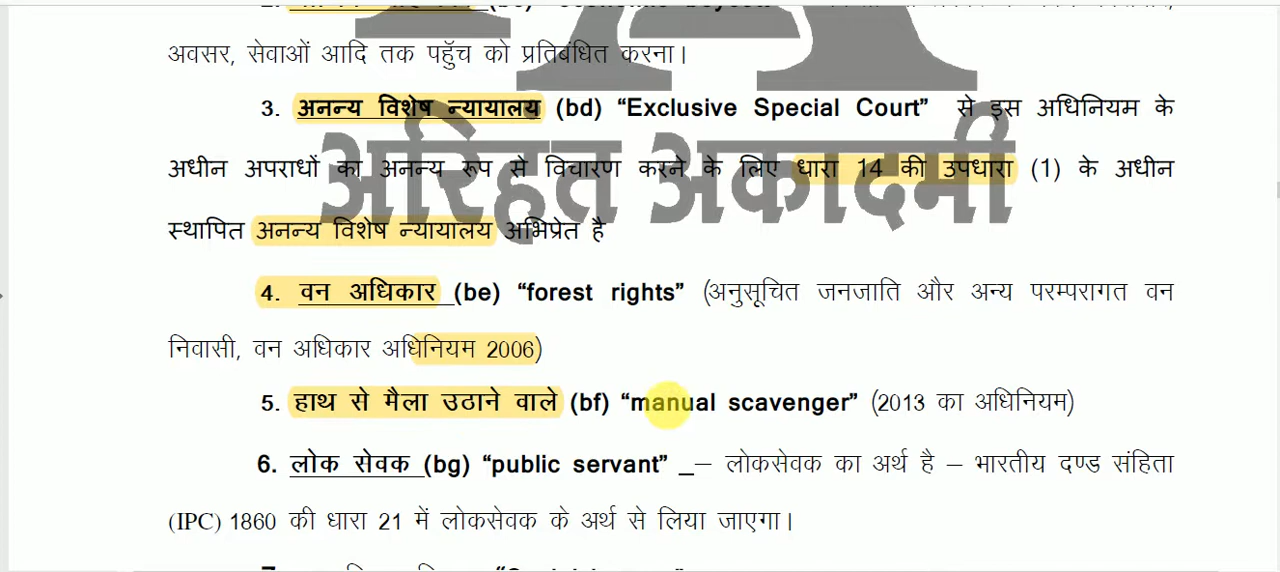 अवसर, सेवाओं आदि तक पहुँच को प्रतिबंधित करना।
3. अनन्य विशेष न्यायालय (bd) “Exclusive Special Court” से इस अधिनियम के
अधीन अपराधों का अनन्य रूप से विचारण करने के लिए धारा 14 की उपधारा (1) के अधीन
अरिहंत अकादमी
स्थापित अनन्य विशेष न्यायालय अभिप्रेत है
4. वन अधिकार (be) “forest rights” (अनुसूचित जनजाति और अन्य परम्परागत वन
निवासी, वन अधिकार अधिनियम 2006)
5. हाथ से मैला उठाने वाले (bf) “manual scavenger” (2013 का अधिनियम)
6. लोक सेवक (bg) “public servant” _– लोकसेवक का अर्थ है – भारतीय दण्ड संहिता
(IPC) 1860 की धारा 21 में लोकसेवक के अर्थ से लिया जाएगा।